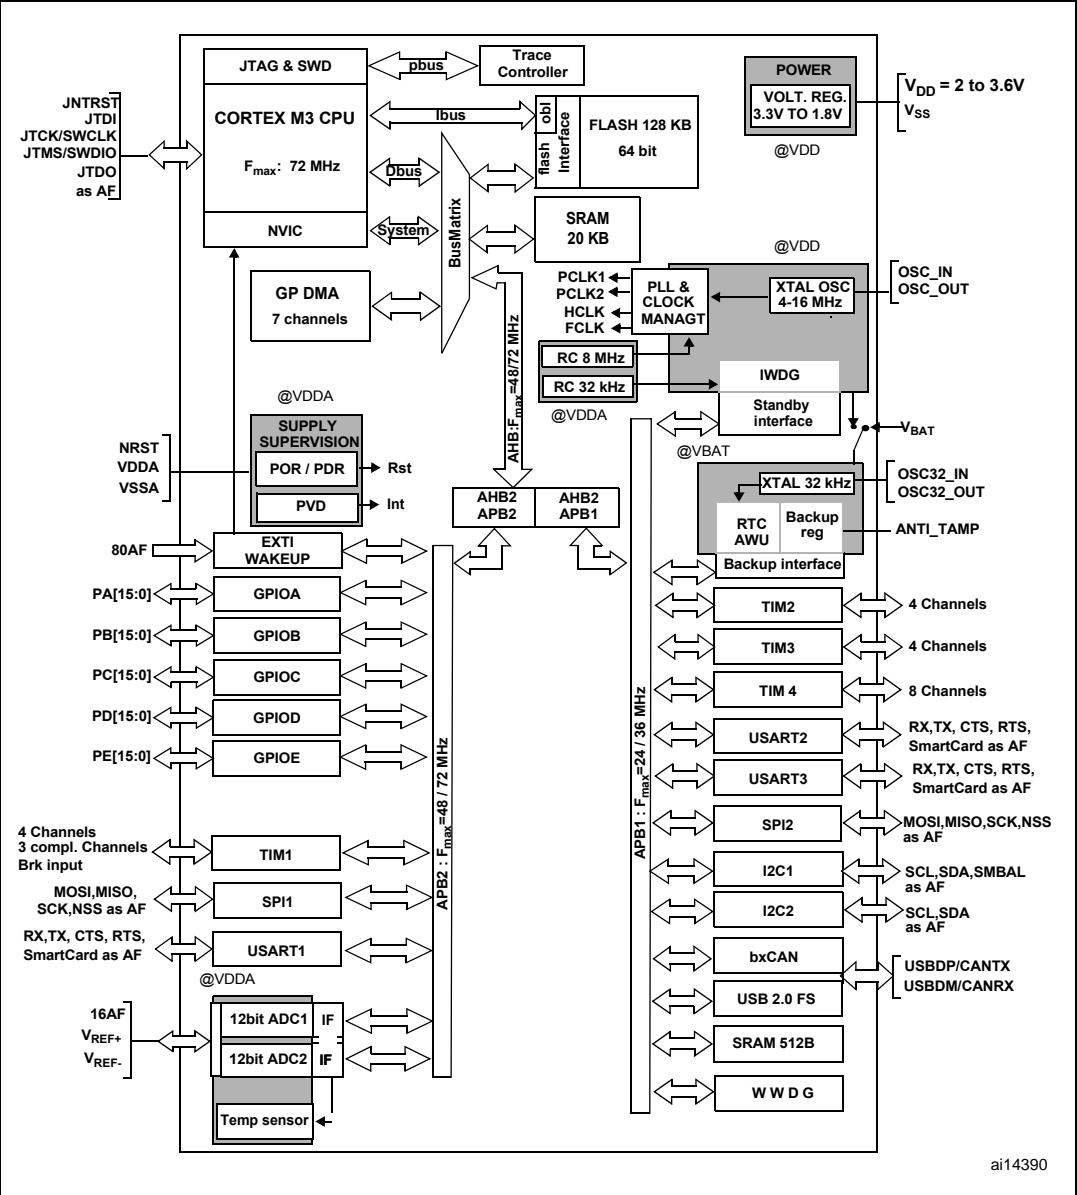 JTAG & SWD
pbus
Trace
Controller
POWER
VOLT. REG.
3.3V TO 1.8V
@VDD
VDD = 2 to 3.6V
VSS
JNTRST
JTDI
JTCK/SWCLK
JTMS/SWDIO
JTDO
as AF
CORTEX M3 CPU
Fmax: 72 MHz
NVIC
Ibus
Dbus
System
BusMatrix
flash
obl
Interface
FLASH 128 KB
64 bit
SRAM
20 KB
GP DMA
7 channels
AHB:Fmax=48/72 MHz
@VDD
PCLK1
PCLK2
HCLK
FCLK
PLL &
CLOCK
MANAGT
XTAL OSC
4-16 MHz
OSC_IN
OSC_OUT
RC 8 MHz
RC 32 kHz
@VDDA
IWDG
Standby
interface
VBAT
@VBAT
@VDDA
SUPPLY
SUPERVISION
NRST
VDDA
VSSA
POR / PDR
Rst
PVD
Int
XTAL 32 kHz
OSC32_IN
OSC32_OUT
RTC
AWU
Backup
reg
ANTI_TAMP
Backup interface
AHB2
APB2
AHB2
APB1
80AF
EXTI
WAKEUP
PA[15:0]
GPIOA
PB[15:0]
GPIOB
PC[15:0]
GPIOC
PD[15:0]
GPIOD
PE[15:0]
GPIOE
4 Channels
3 compl. Channels
Brk input
TIM1
MOSI,MISO,
SCK,NSS as AF
SPI1
RX,TX, CTS, RTS,
SmartCard as AF
USART1
@VDDA
16AF
VREF+
VREF-
12bit ADC1
IF
12bit ADC2
IF
Temp sensor
APB2 : Fmax=48 / 72 MHz
APB1 : Fmax=24 / 36 MHz
TIM2
4 Channels
TIM3
4 Channels
TIM 4
8 Channels
USART2
RX,TX, CTS, RTS,
SmartCard as AF
USART3
RX,TX, CTS, RTS,
SmartCard as AF
SPI2
MOSI,MISO,SCK,NSS
as AF
I2C1
SCL,SDA,SMBAL
as AF
I2C2
SCL,SDA
as AF
bxCAN
USBDP/CANTX
USBDM/CANRX
USB 2.0 FS
SRAM 512B
W W D G
ai14390